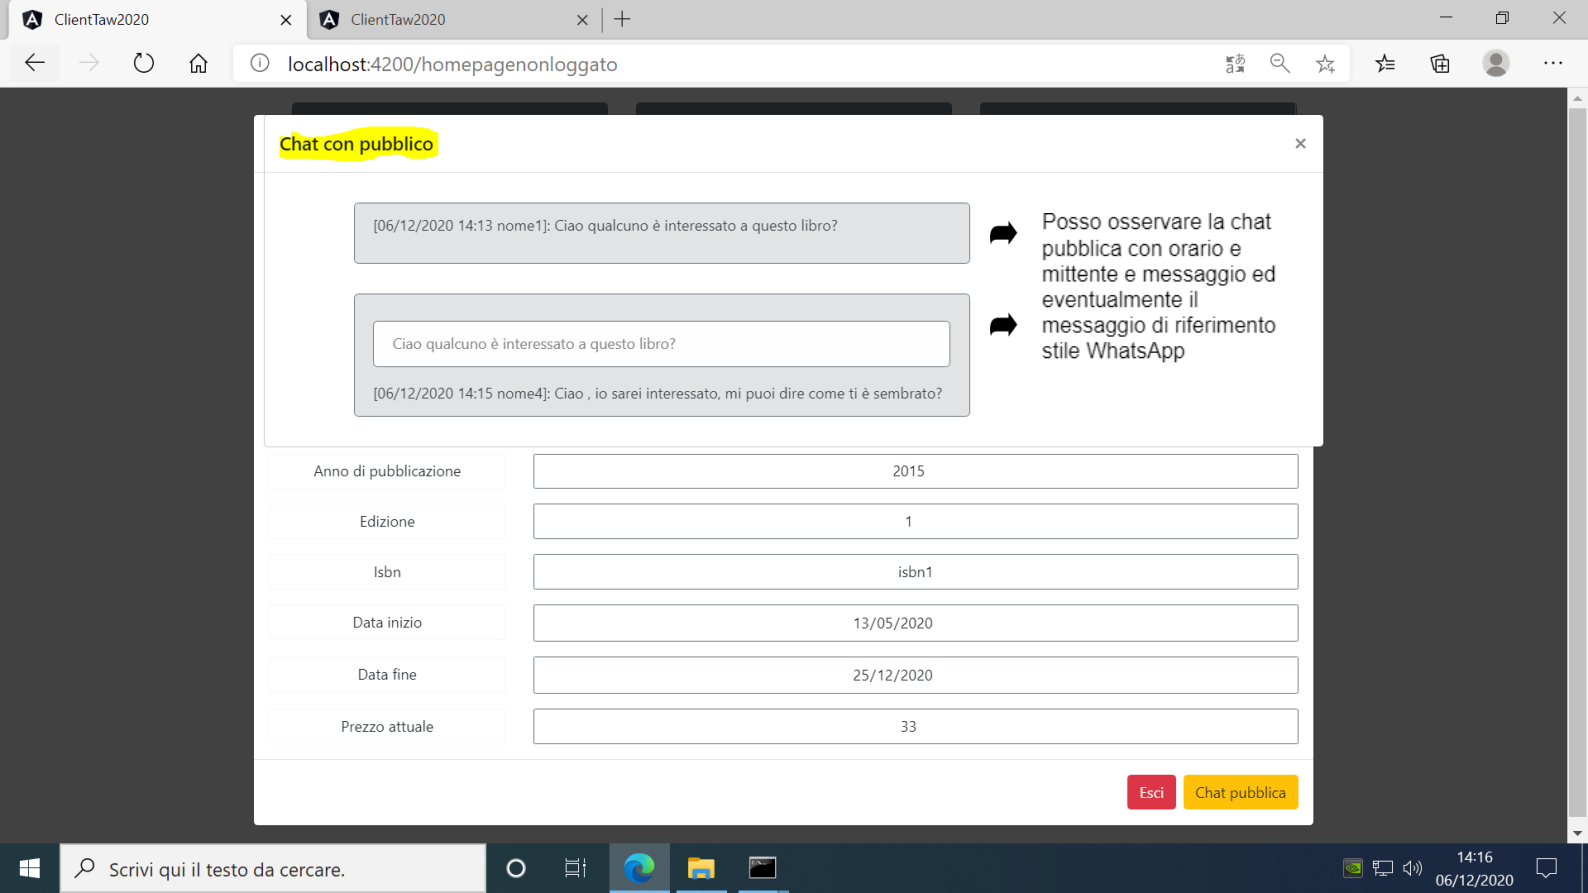 ClientTaw2020
ClientTaw2020
localhost:4200/homepagenonloggato
Chat con pubblico
×
[06/12/2020 14:13 nome1]: Ciao qualcuno è interessato a questo libro?
Ciao qualcuno è interessato a questo libro?
[06/12/2020 14:15 nome4]: Ciao , io sarei interessato, mi puoi dire come ti è sembrato?
Posso osservare la chat
pubblica con orario e
mittente e messaggio ed
eventualmente il
messaggio di riferimento
stile WhatsApp
Anno di pubblicazione 2015
Edizione 1
Isbn isbn1
Data inizio 13/05/2020
Data fine 25/12/2020
Prezzo attuale 33
Esci Chat pubblica
Scrivi qui il testo da cercare.
14:16
06/12/2020